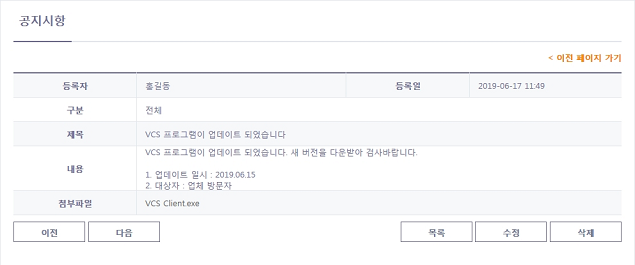 공지사항
< 이전 페이지 가기
등록자 홍길동 등록일 2019-06-17 11:49
구분 전체
제목 VCS 프로그램이 업데이트 되었습니다
VCS 프로그램이 업데이트 되었습니다. 새 버전을 다운받아 검사바랍니다.
내용
1. 업데이트 일시 : 2019.06.15
2. 대상자 : 업체 방문자
첨부파일 VCS Client.exe
이전 다음 목록 수정 삭제